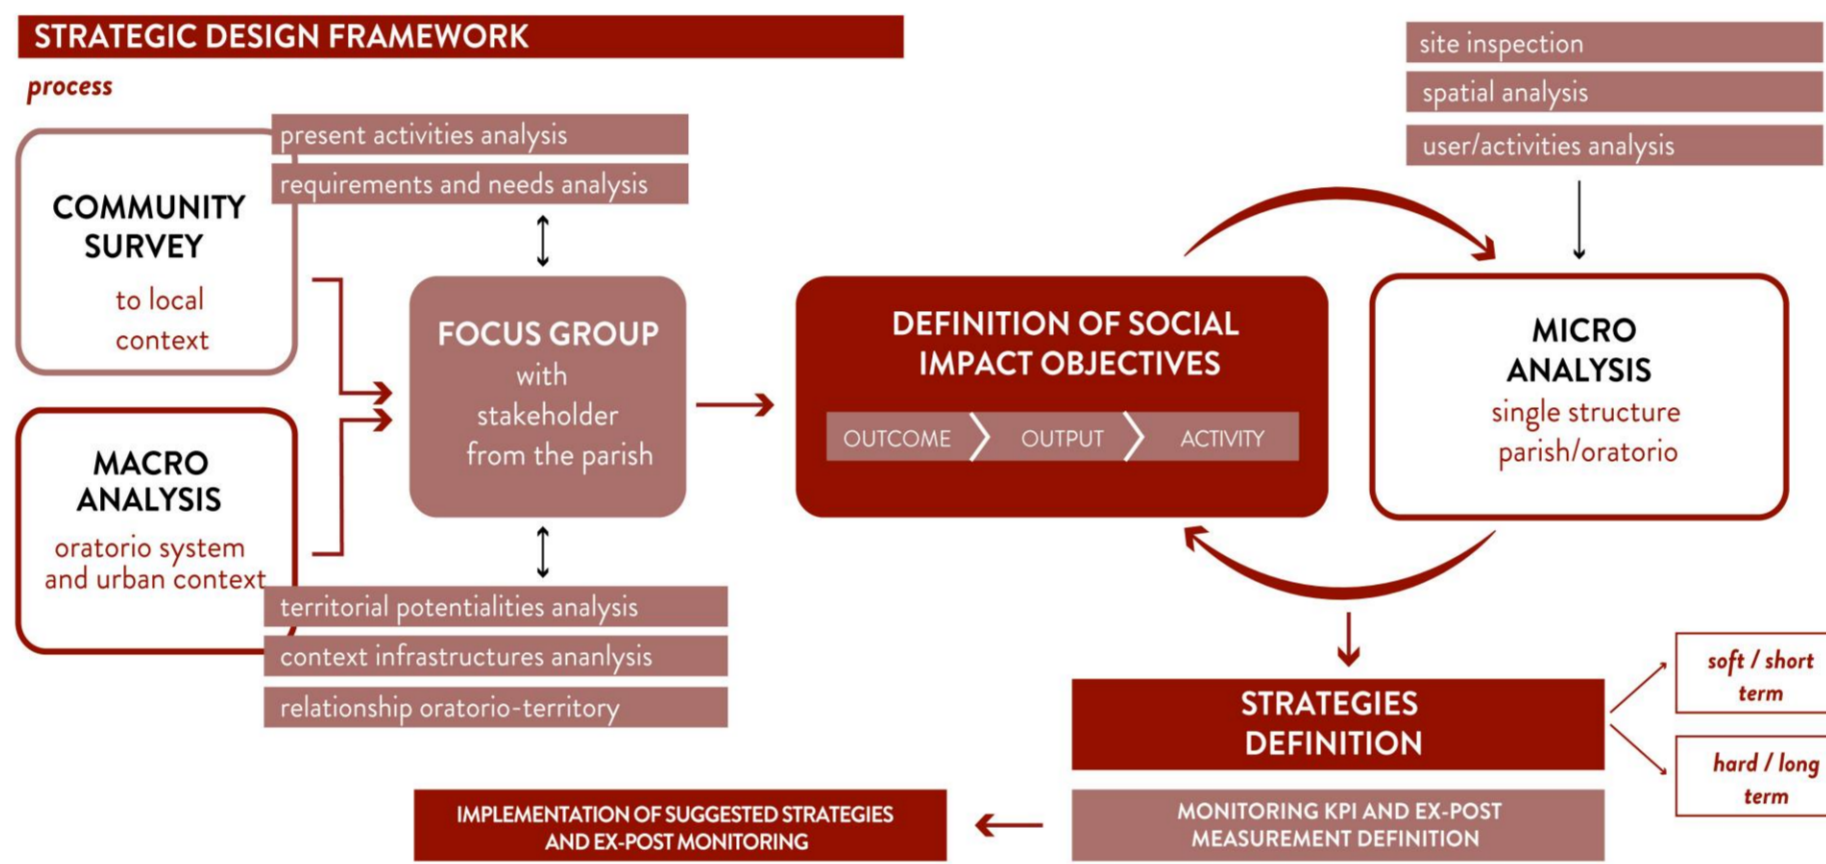 STRATEGIC DESIGN FRAMEWORK
process
COMMUNITY
SURVEY
to local
context
present activities analysis
requirements and needs analysis
MACRO
ANALYSIS
oratorio system
and urban context
territorial potentialities analysis
context infrastructures ananlysis
relationship oratorio-territory
FOCUS GROUP
with
stakeholder
from the parish
DEFINITION OF SOCIAL
IMPACT OBJECTIVES
OUTCOME
OUTPUT
ACTIVITY
site inspection
spatial analysis
user/activities analysis
MICRO
ANALYSIS
single structure
parish/oratorio
STRATEGIES
DEFINITION
soft / short
term
hard / long
term
MONITORING KPI AND EX-POST
MEASUREMENT DEFINITION
IMPLEMENTATION OF SUGGESTED STRATEGIES
AND EX-POST MONITORING